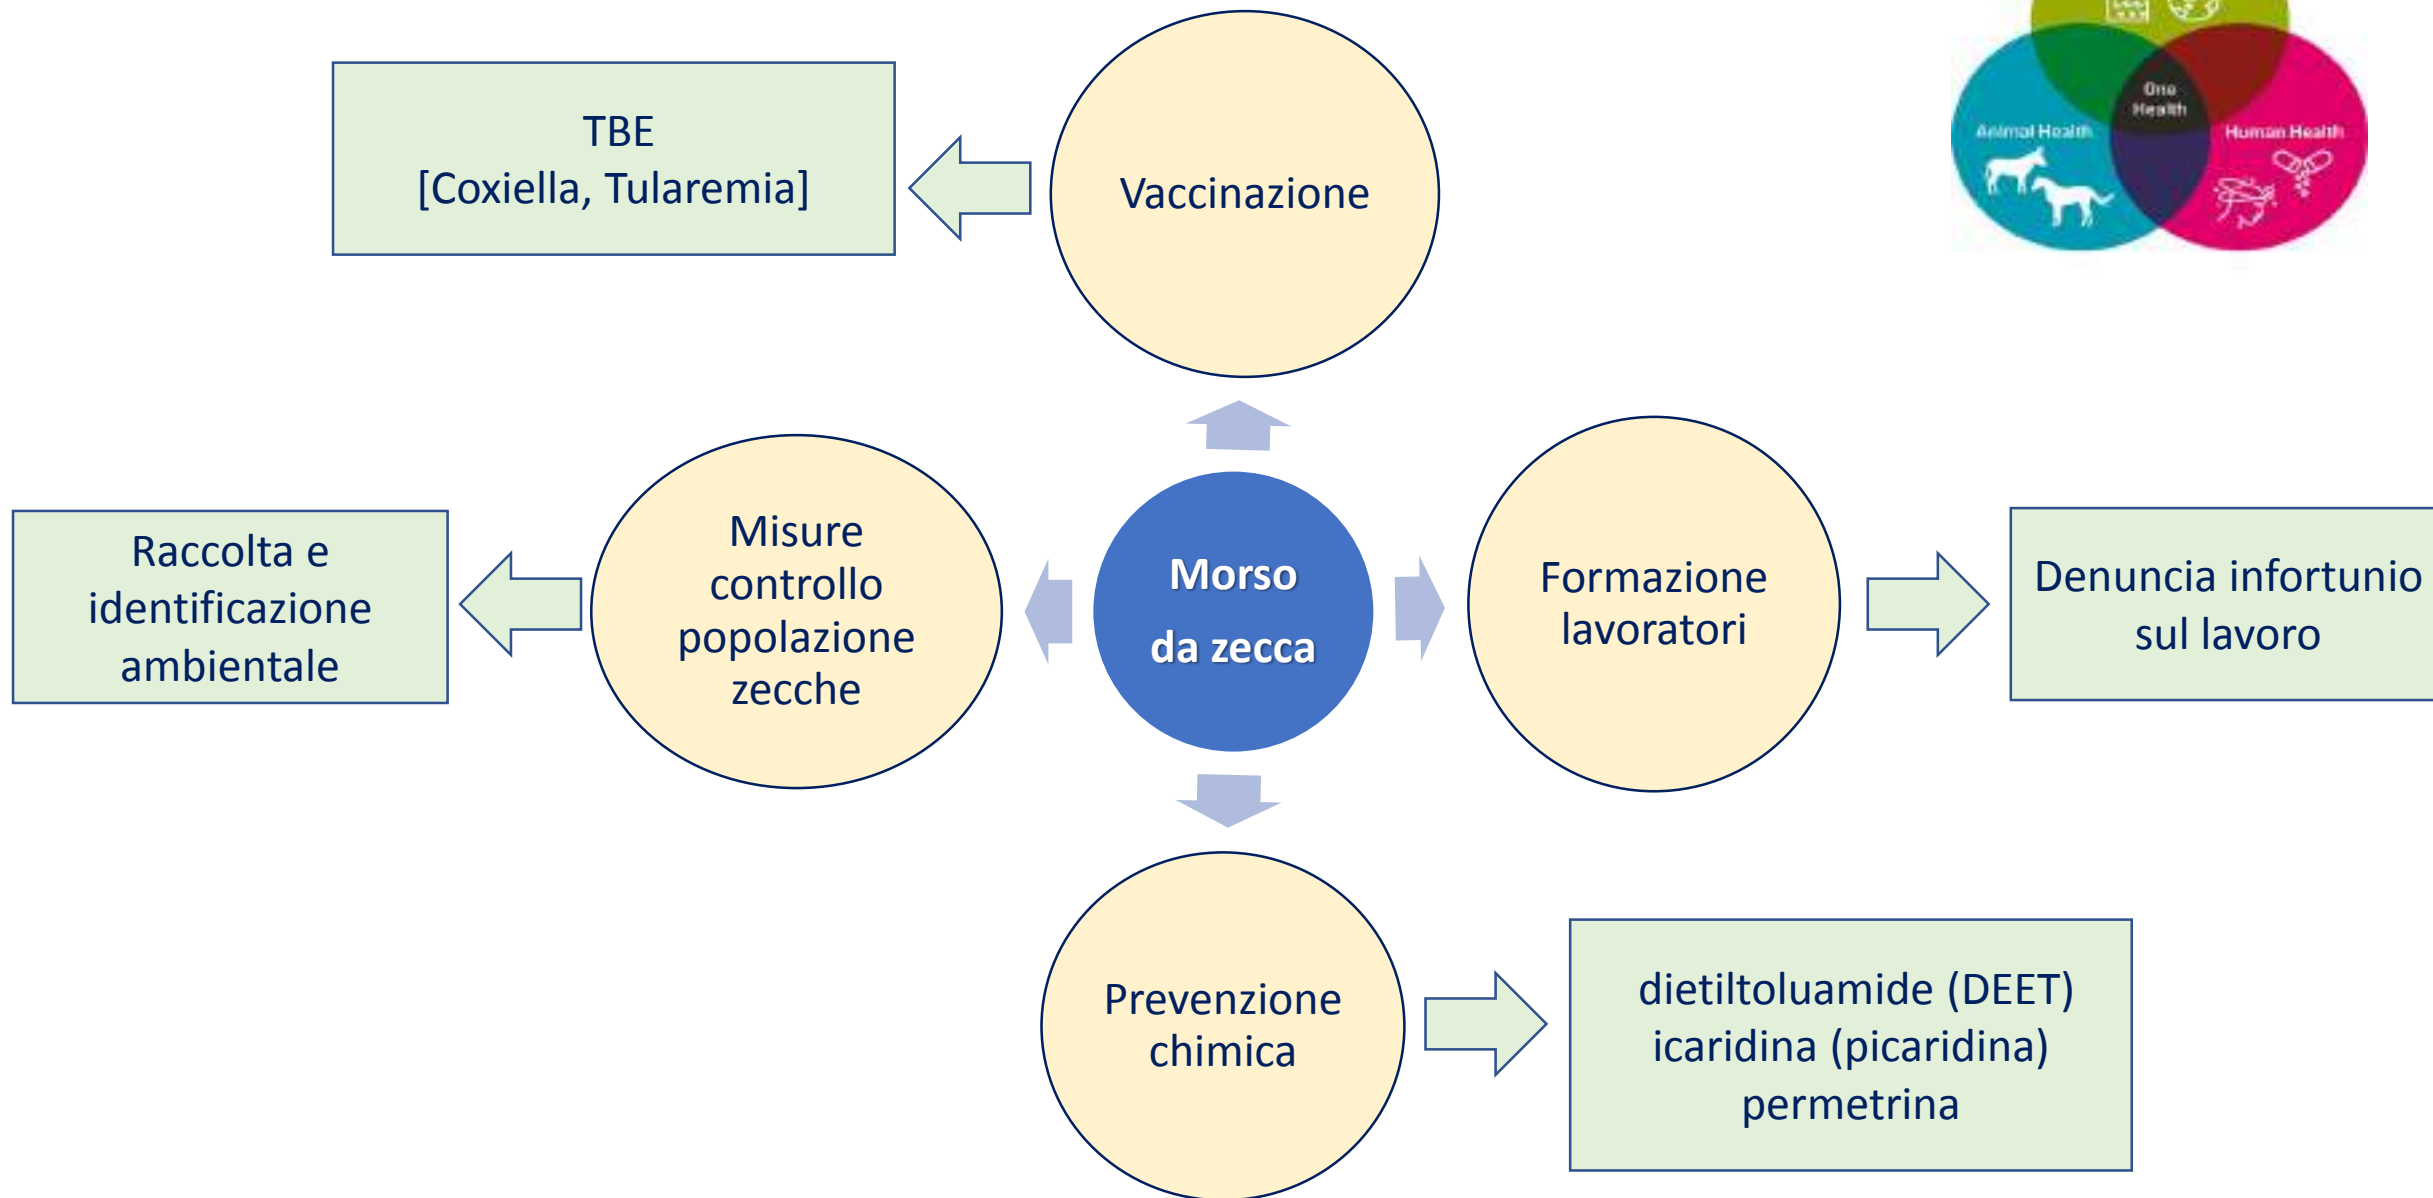 TBE
[Coxiella, Tularemia]
Vaccinazione
One
Health
Animal Health
Human Health
Raccolta e
identificazione
ambientale
Misure
controllo
popolazione
zecche
Morso
da zecca
Formazione
lavoratori
Denuncia infortunio
sul lavoro
Prevenzione
chimica
dietiltoluamide (DEET)
icaridina (picaridina)
permetrina